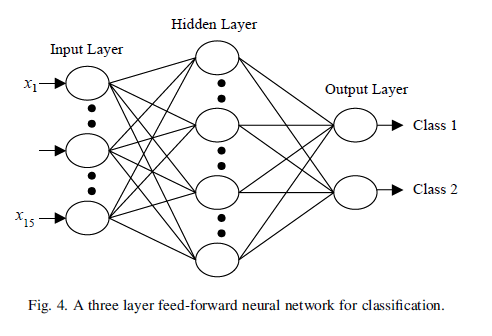 Hidden Layer
Input Layer
Output Layer
x1
Class 1
Class 2
x15
Fig. 4. A three layer feed-forward neural network for classification.